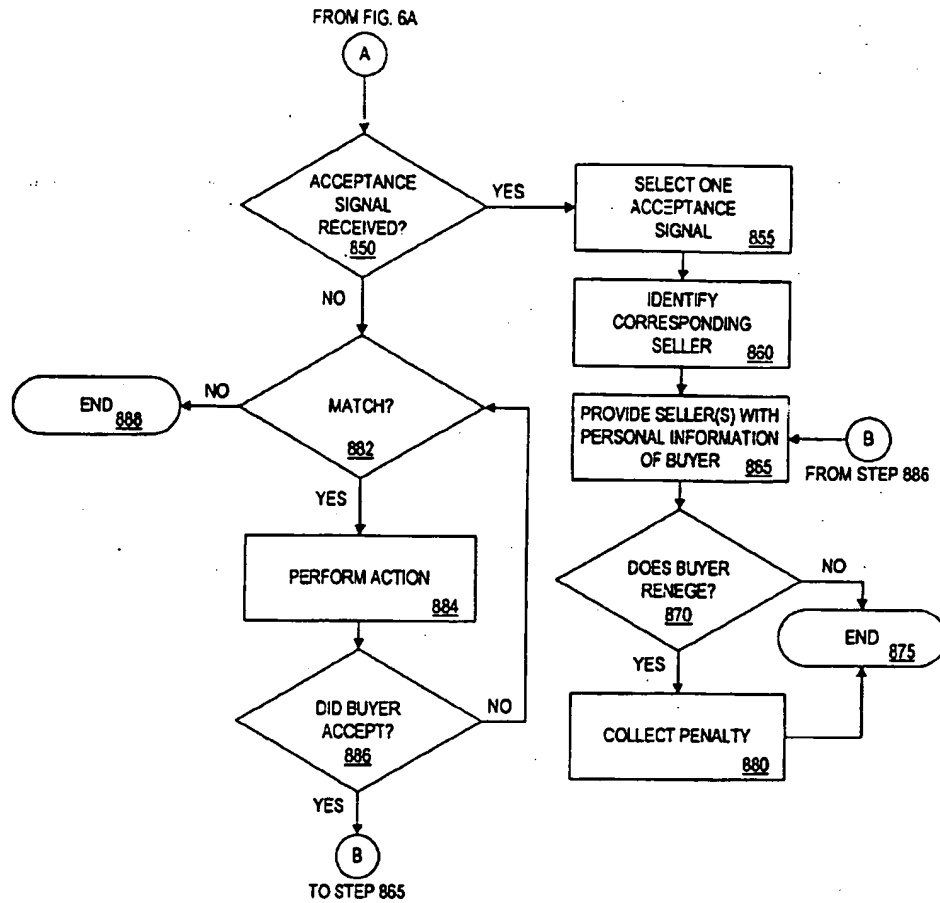 FROM FIG. 6A
A
ACCEPTANCE
SIGNAL
RECEIVED?
850
YES
NO
SELECT ONE
ACCEPTANCE
SIGNAL
855
IDENTIFY
CORRESPONDING
SELLER
860
PROVIDE SELLER(S) WITH
PERSONAL INFORMATION
OF BUYER
865
B
FROM STEP 886
MATCH?
882
NO
END
888
YES
PERFORM ACTION
884
DOES BUYER
RENEGE?
870
NO
END
875
YES
COLLECT PENALTY
880
DID BUYER
ACCEPT?
886
NO
YES
B
TO STEP 865